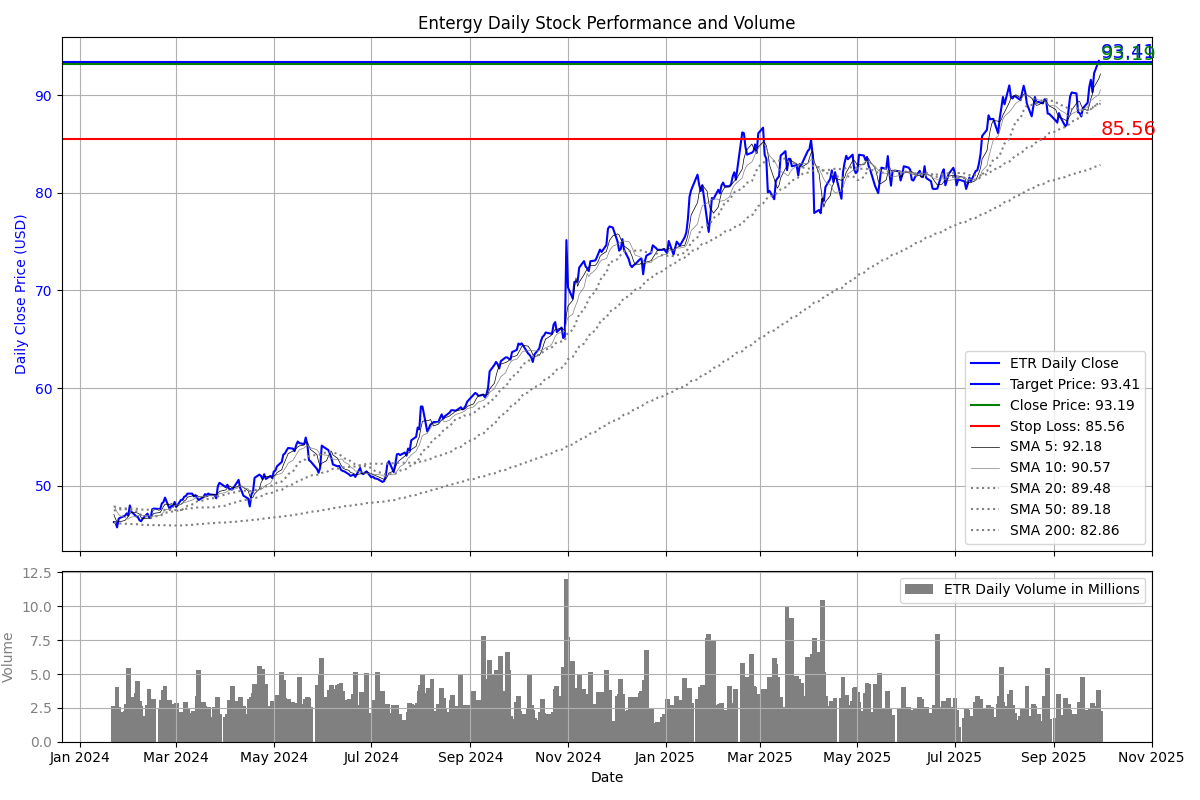 Entergy Daily Stock Performance and Volume
93.41
93.19
90
85.56
80
70
60
50
Daily Close Price (USD)
ETR Daily Close
Target Price: 93.41
Close Price: 93.19
Stop Loss: 85.56
SMA 5: 92.18
SMA 10: 90.57
SMA 20: 89.48
SMA 50: 89.18
SMA 200: 82.86
12.5
10.0
7.5
5.0
2.5
0.0
Volume
ETR Daily Volume in Millions
Jan 2024 Mar 2024 May 2024 Jul 2024 Sep 2024 Nov 2024 Jan 2025 Mar 2025 May 2025 Jul 2025 Sep 2025 Nov 2025
Date